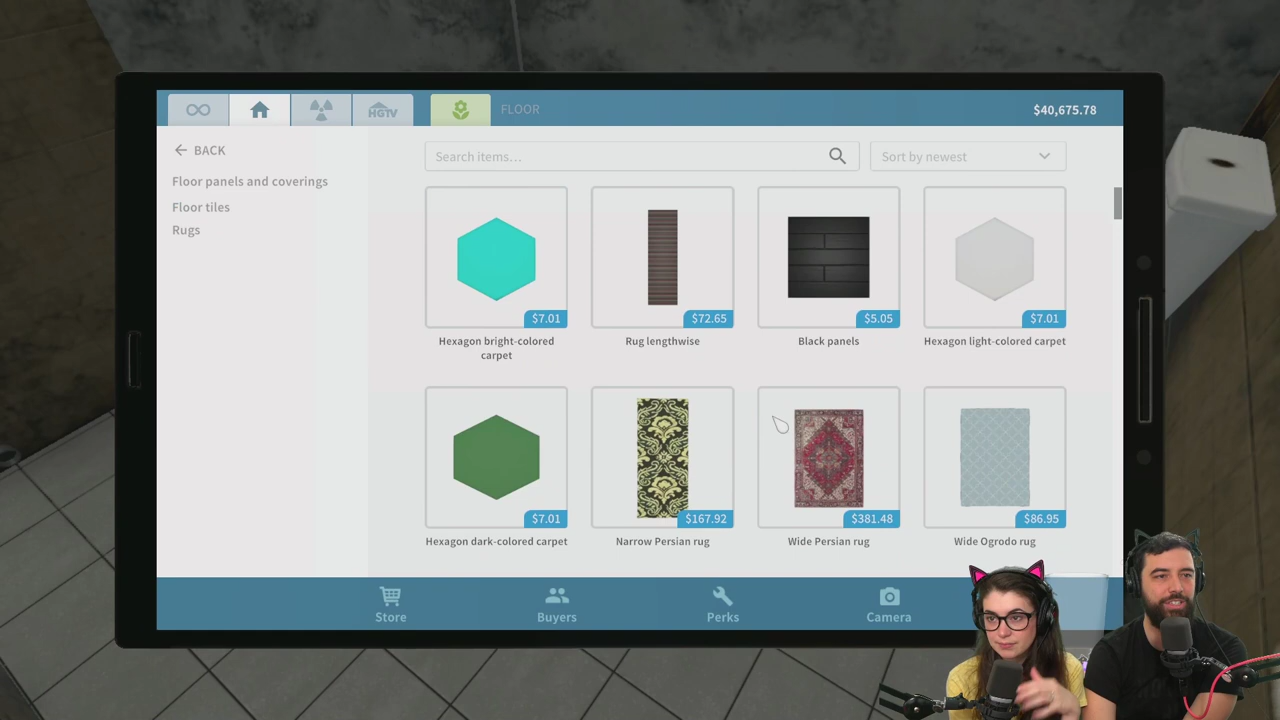 HGTV
FLOOR
$40,675.78
BACK
Floor panels and coverings
Floor tiles
Rugs
Search items...
Sort by newest
$7.01
$72.65
$5.05
$7.01
Hexagon bright-colored
carpet
Rug lengthwise
Black panels
Hexagon light-colored carpet
$7.01
$167.92
$381.48
$86.95
Hexagon dark-colored carpet
Narrow Persian rug
Wide Persian rug
Wide Ogrodo rug
Store
Buyers
Perks
Camera